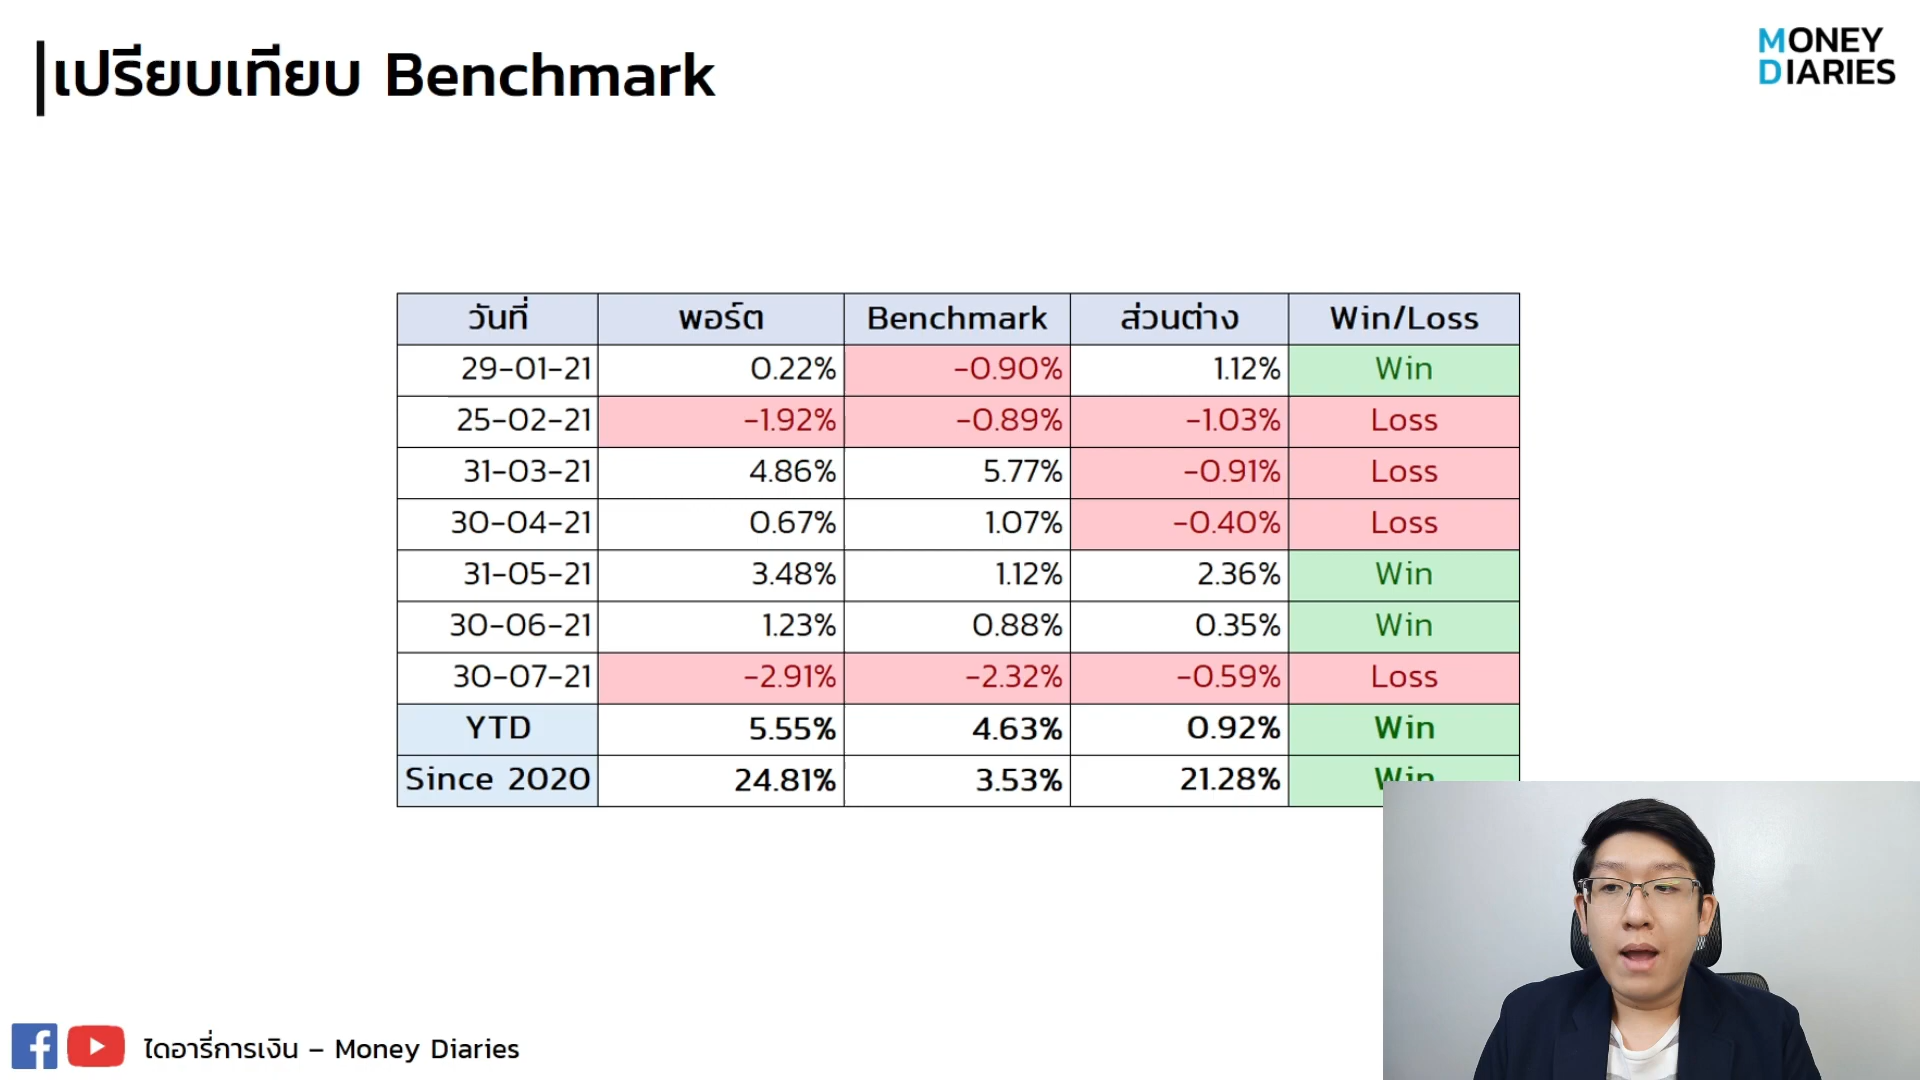 เปรียบเทียบ Benchmark
MONEY
DIARIES
วันที่ พอร์ต Benchmark ส่วนต่าง Win/Loss
29-01-21 0.22% -0.90% 1.12% Win
25-02-21 -1.92% -0.89% -1.03% Loss
31-03-21 4.86% 5.77% -0.91% Loss
30-04-21 0.67% 1.07% -0.40% Loss
31-05-21 3.48% 1.12% 2.36% Win
30-06-21 1.23% 0.88% 0.35% Win
30-07-21 -2.91% -2.32% -0.59% Loss
YTD 5.55% 4.63% 0.92% Win
Since 2020 24.81% 3.53% 21.28% Win
ไดอารี่การเงิน – Money Diaries